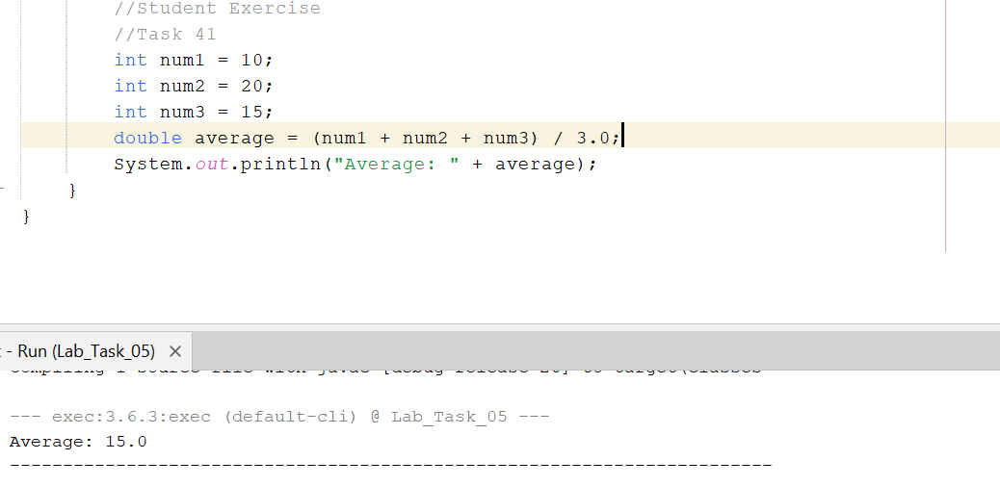 //Student Exercise
//Task 41
int num1 = 10;
int num2 = 20;
int num3 = 15;
double average = (num1 + num2 + num3) / 3.0;
System.out.println("Average: " + average);
}
}
- Run (Lab_Task_05) ×
--- exec:3.6.3:exec (default-cli) @ Lab_Task_05 ---
Average: 15.0
------------------------------------------------------------------------